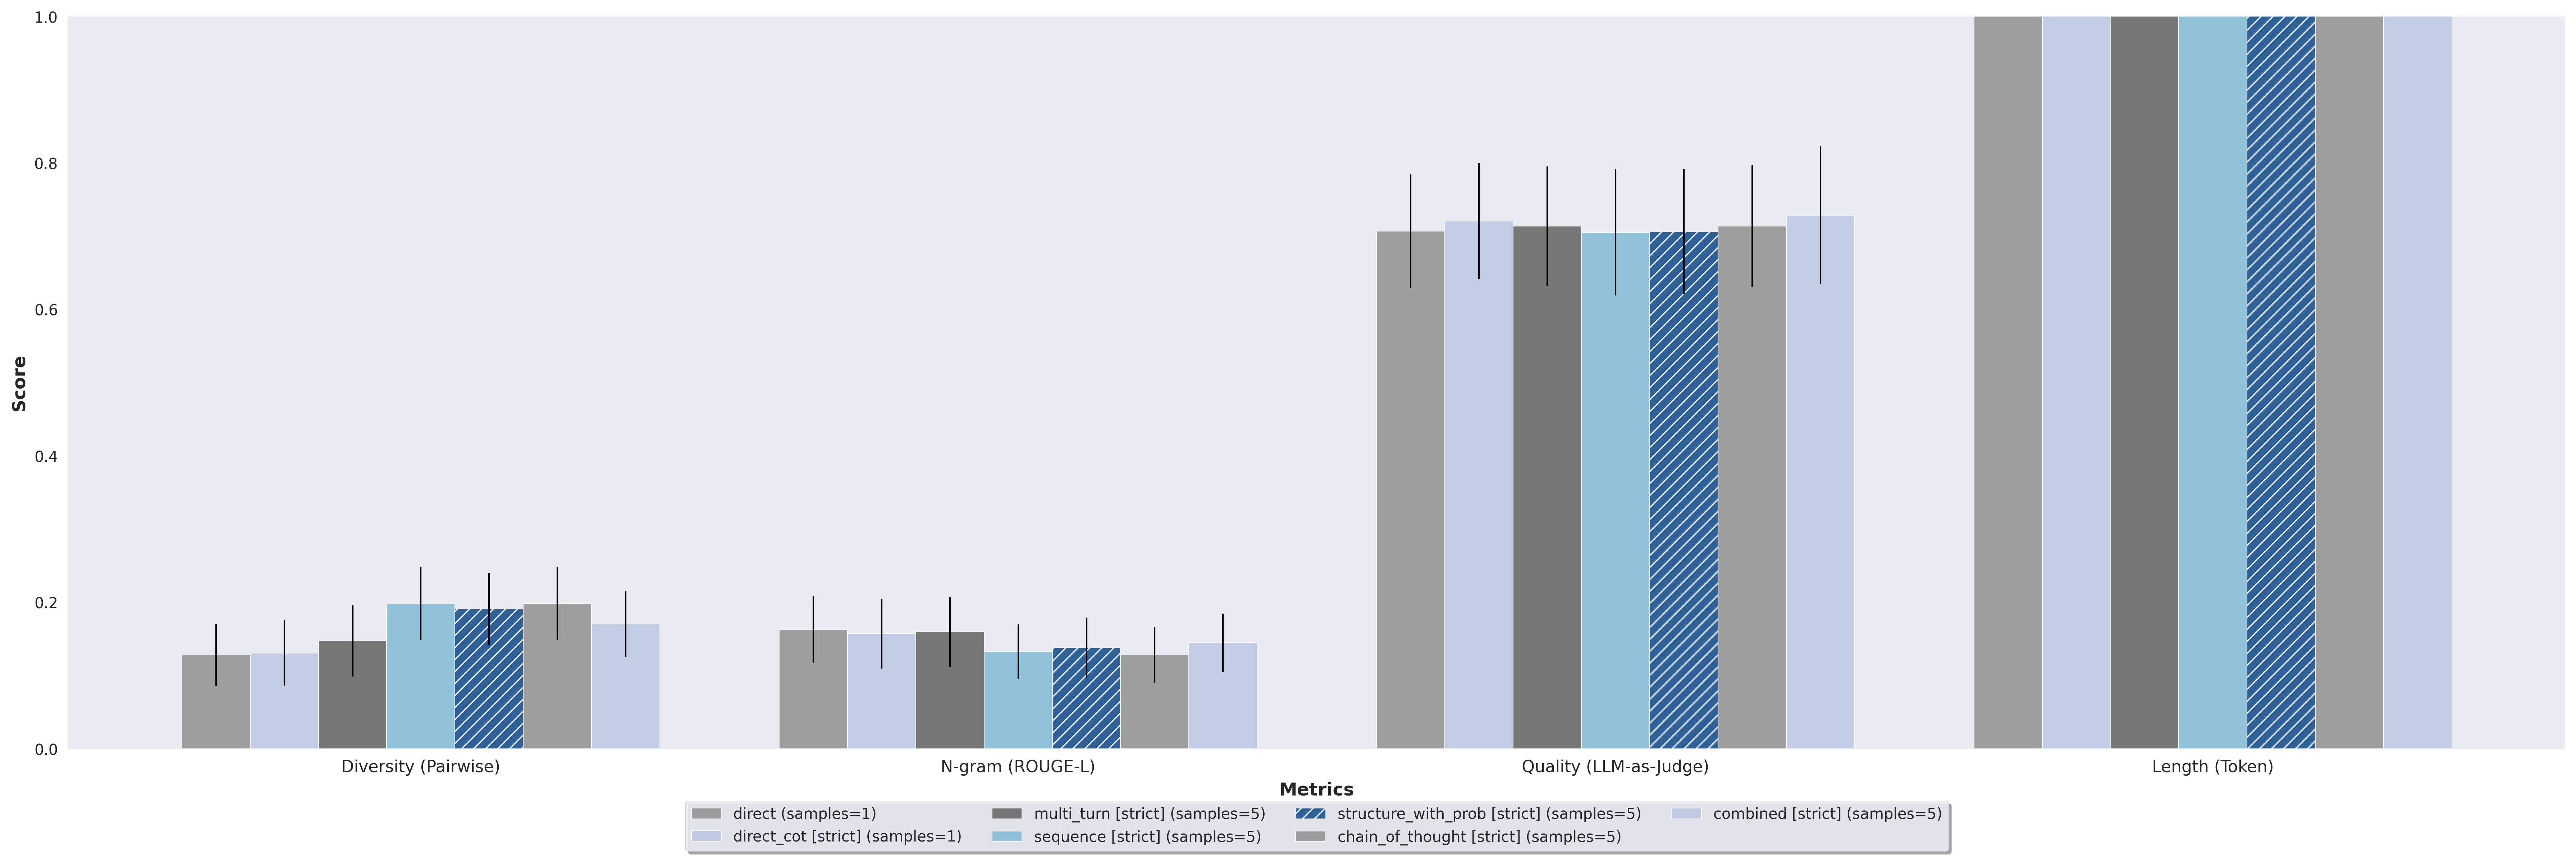 1.0
0.8
0.6
0.4
0.2
0.0
Score
Diversity (Pairwise)
N-gram (ROUGE-L)
Quality (LLM-as-Judge)
Length (Token)
Metrics
direct (samples=1)
direct_cot [strict] (samples=1)
multi_turn [strict] (samples=5)
sequence [strict] (samples=5)
structure_with_prob [strict] (samples=5)
chain_of_thought [strict] (samples=5)
combined [strict] (samples=5)